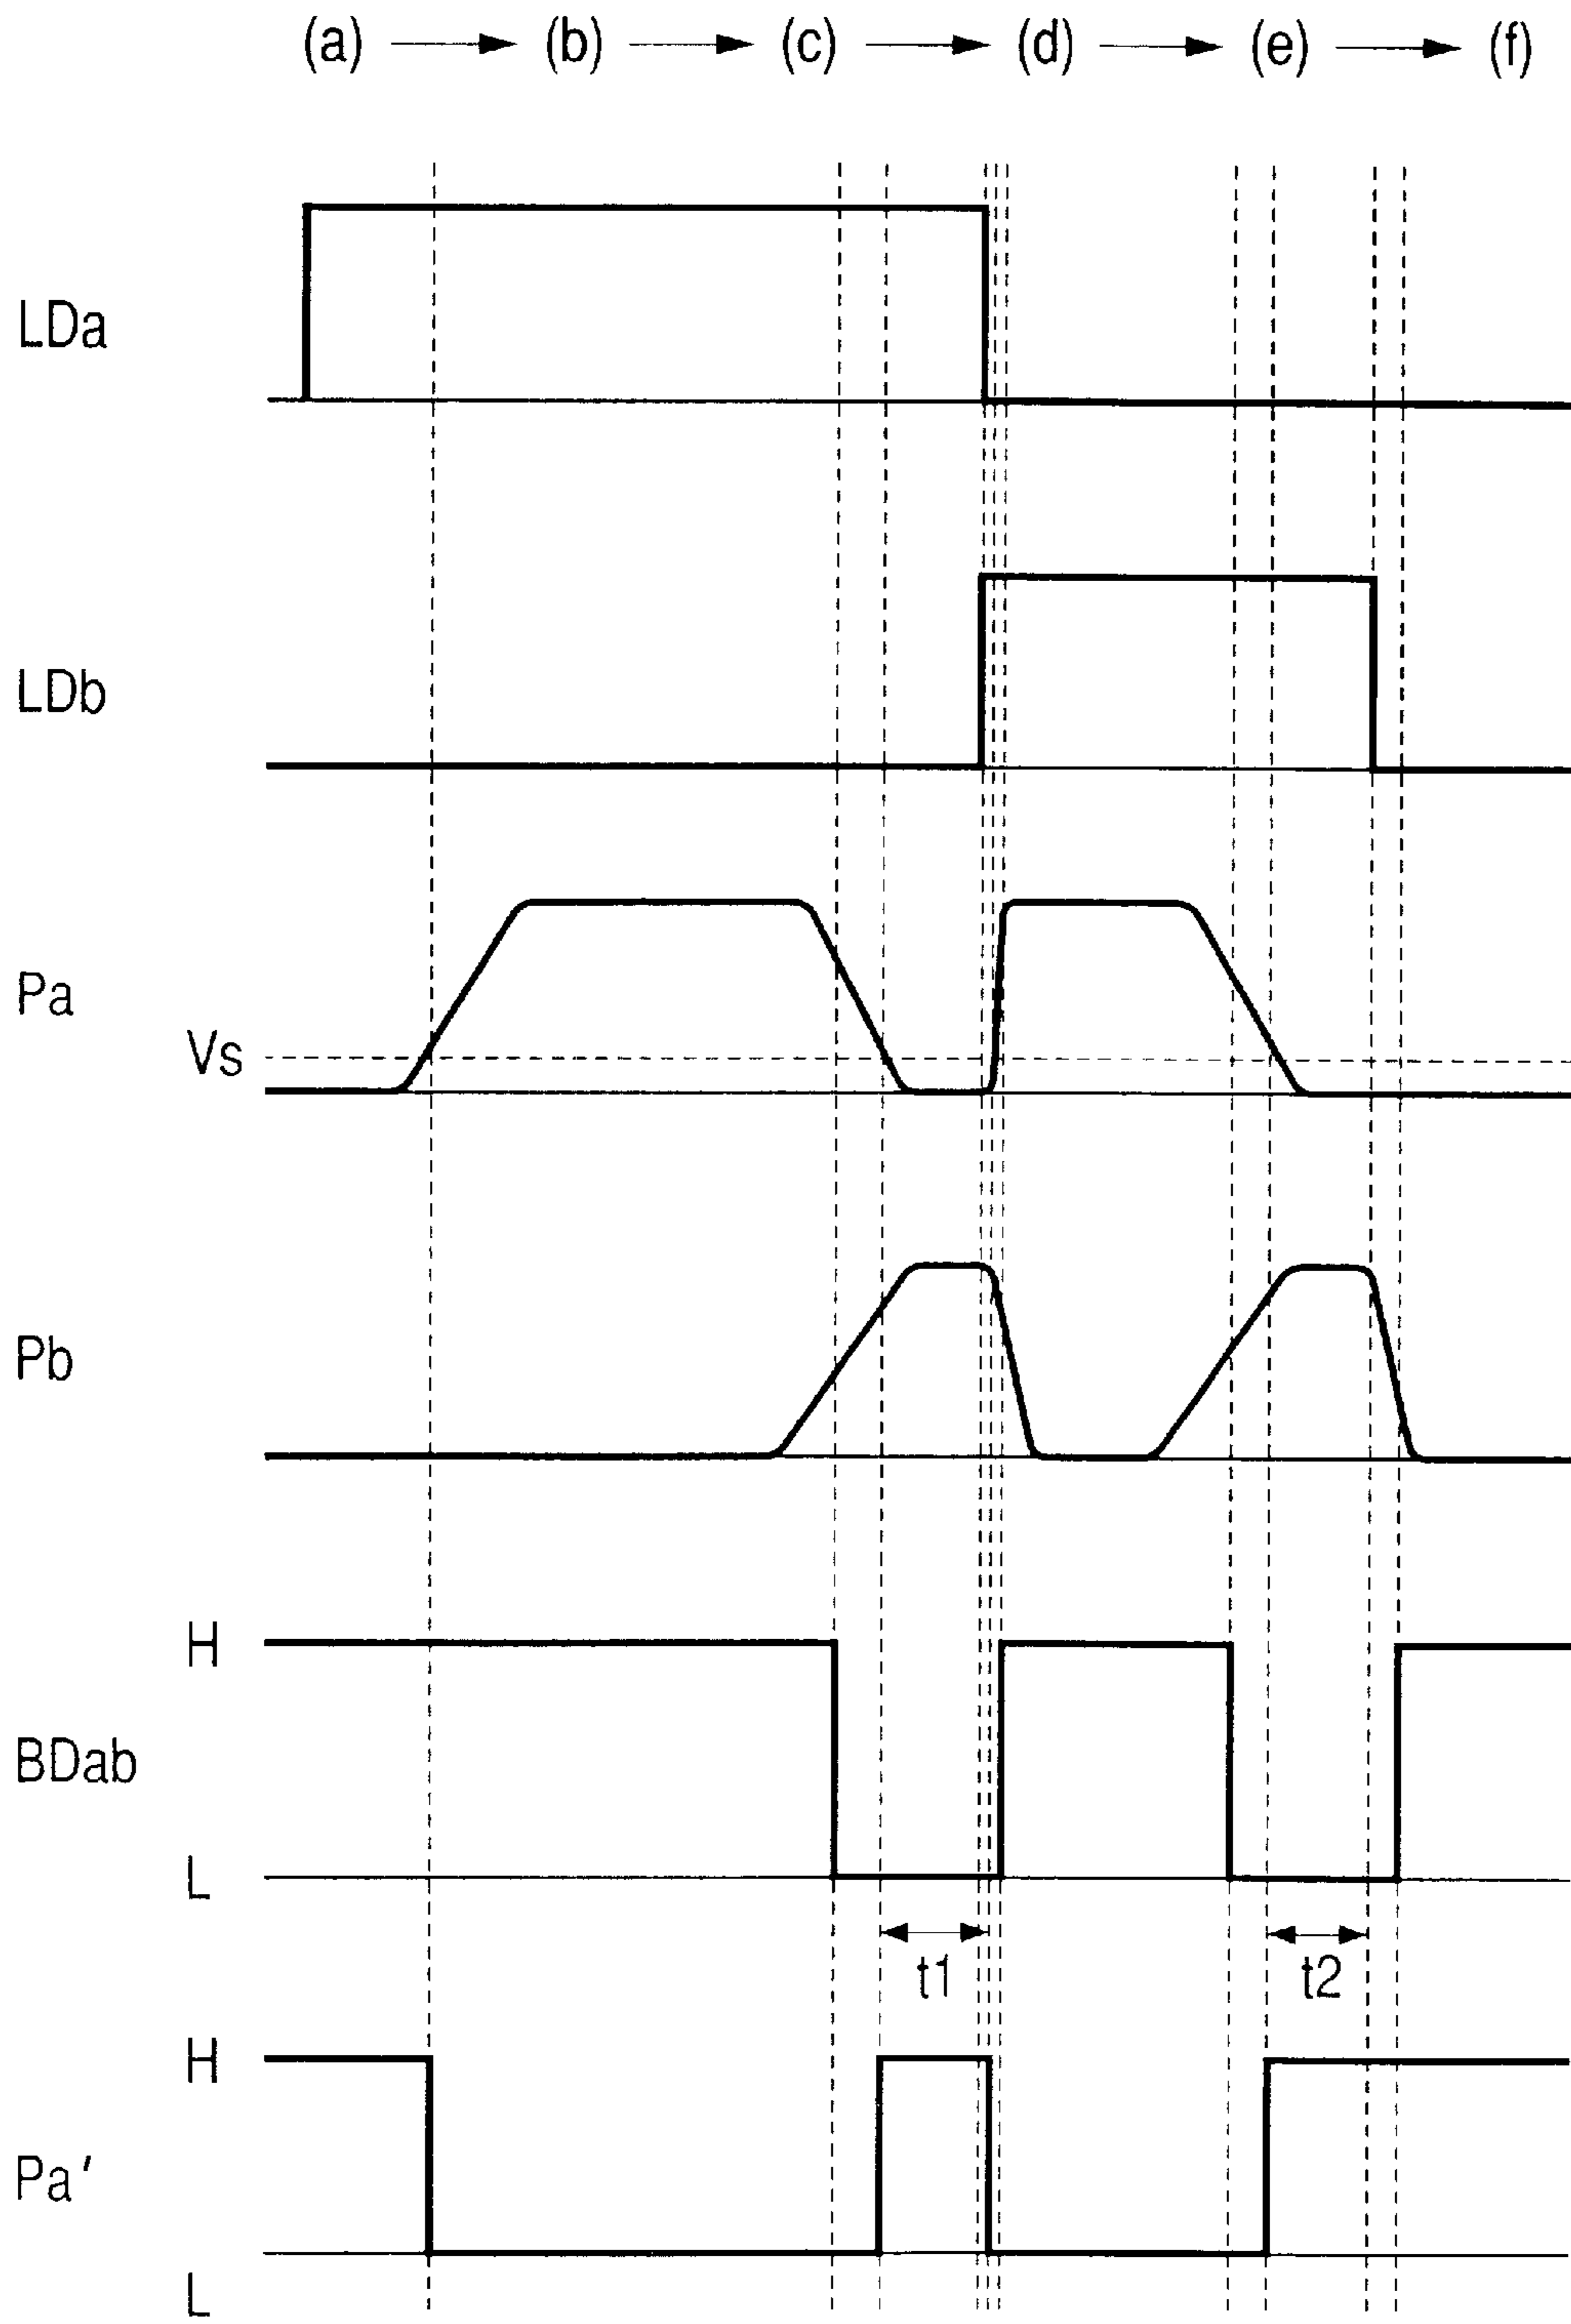 (a) (b) (c) (d) (e) (f)
LDa
LDb
Pa
Vs
Pb
H
BDab
L
t1 t2
H
Pa'
L